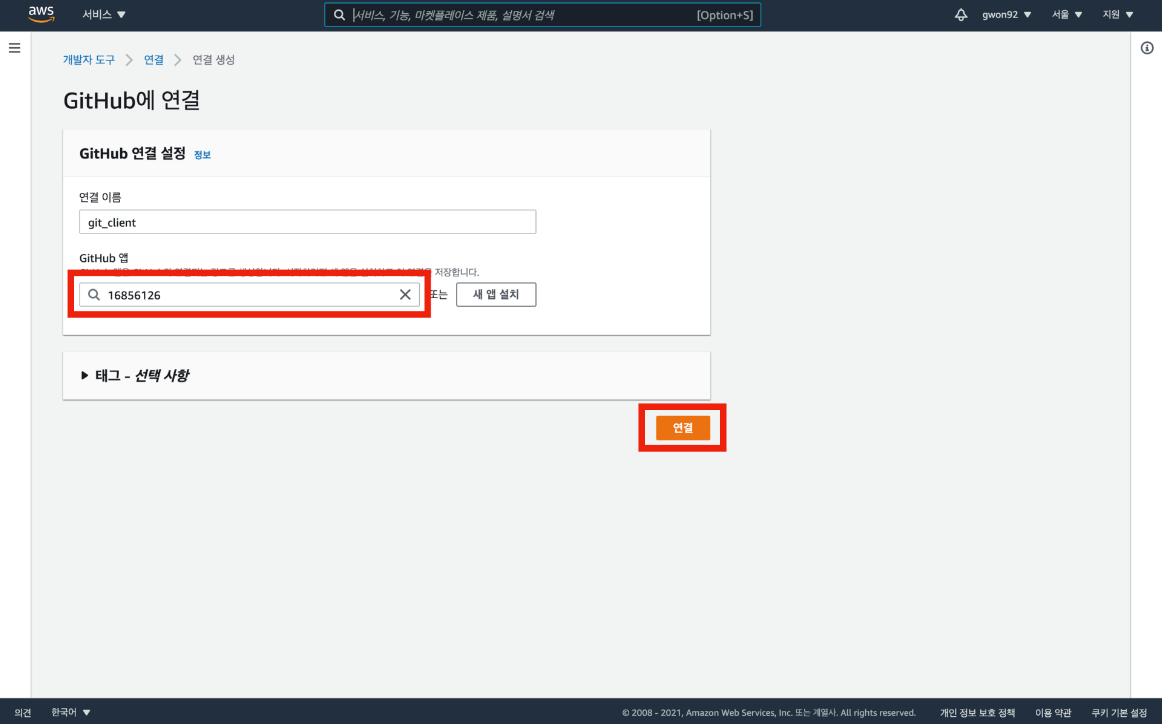 aws 서비스 ▼ 서비스, 기능, 마켓플레이스 제품, 설명서 검색 [Option+S] gwon92 ▼ 서울 ▼ 지원 ▼
개발자 도구 > 연결 > 연결 생성
GitHub에 연결
GitHub 연결 설정 정보
연결 이름
git_client
GitHub 앱
저장합니다.
16856126 또는 새 앱 설치
▶ 태그 - 선택 사항
연결
의견 한국어 ▼ © 2008 - 2021, Amazon Web Services, Inc. 또는 계열사. All rights reserved. 개인 정보 보호 정책 이용 약관 쿠키 기본 설정